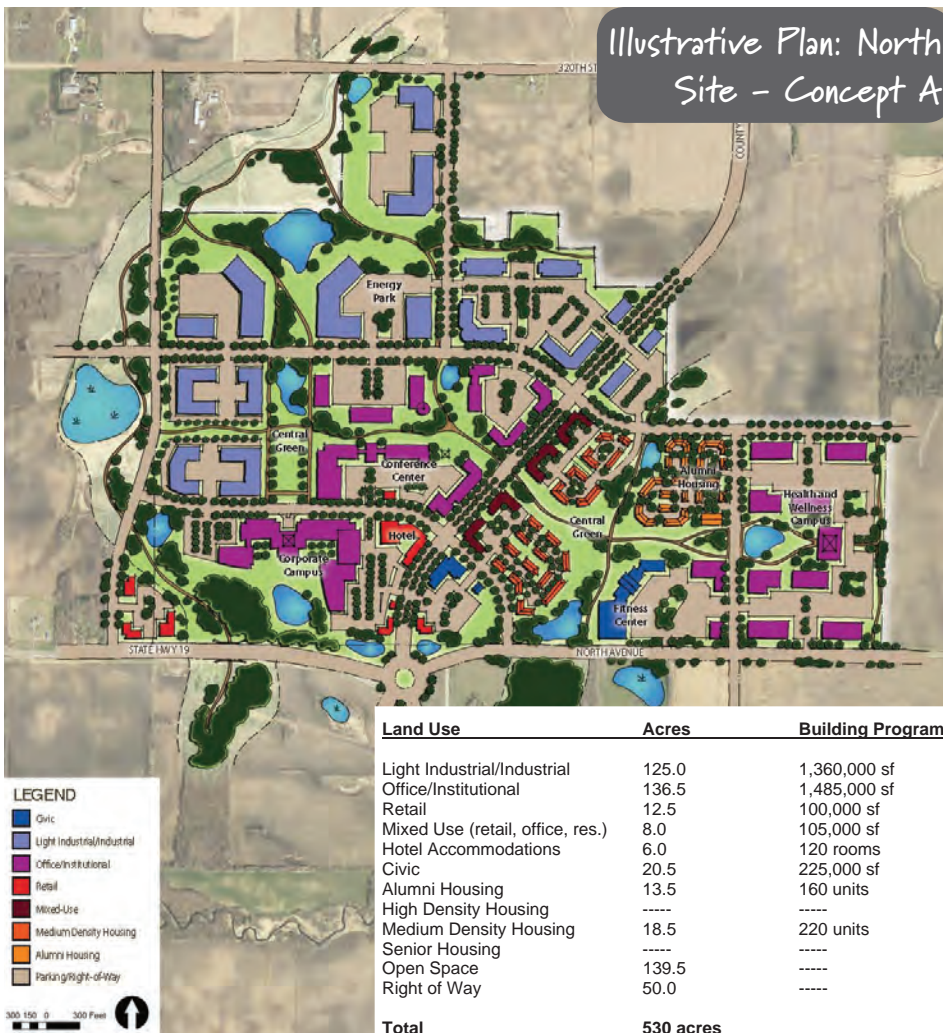 Illustrative Plan: North
Site - Concept A
320TH ST
COUNTY
Energy
Park
Central
Green
Conference
Center
Alumni
Housing
Health and
Wellness
Campus
Hotel
Central
Green
Corporate
Campus
Fitness
Center
STATE HWY 19
NORTH AVENUE
Land Use Acres Building Program
Light Industrial/Industrial 125.0 1,360,000 sf
Office/Institutional 136.5 1,485,000 sf
Retail 12.5 100,000 sf
Mixed Use (retail, office, res.) 8.0 105,000 sf
Hotel Accommodations 6.0 120 rooms
Civic 20.5 225,000 sf
Alumni Housing 13.5 160 units
High Density Housing ----- -----
Medium Density Housing 18.5 220 units
Senior Housing ----- -----
Open Space 139.5 -----
Right of Way 50.0 -----
Total 530 acres
LEGEND
Civic
Light Industrial/Industrial
Office/Institutional
Retail
Mixed-Use
Medium Density Housing
Alumni Housing
Parking/Right-of-Way
300 150 0 300 Feet